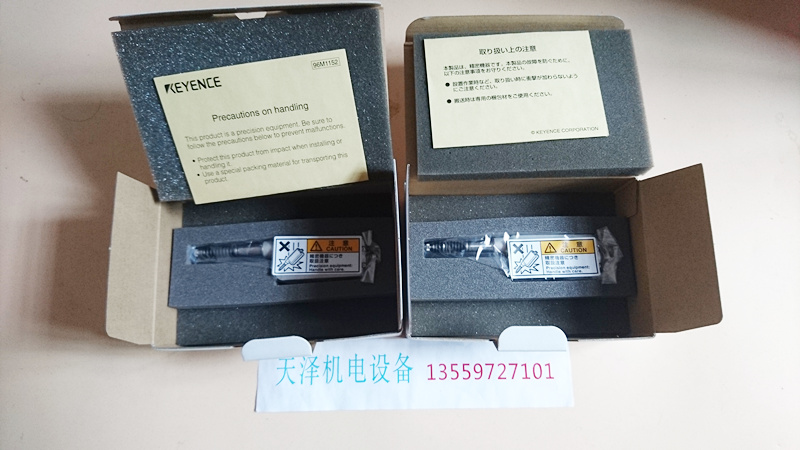 KEYENCE
96M1152
Precautions on handling
This product is a precision equipment. Be sure to
follow the precautions below to prevent malfunctions.
• Protect this product from impact when installing or
handling it.
• Use a special packing material for transporting this
product.
取り扱い上の注意
本製品は、精密機器です。本製品の故障を防ぐために、
以下の注意事項をお守りください。
● 設置作業時など、取り扱い時に衝撃が加わらないよう
にご注意ください。
● 搬送時は専用の梱包材をご使用ください。
© KEYENCE CORPORATION
注意
CAUTION
精密機器につき
取扱注意
Precision equipment:
Handle with care.
注意
CAUTION
精密機器につき
取扱注意
Precision equipment:
Handle with care.
天泽机电设备 13559727101